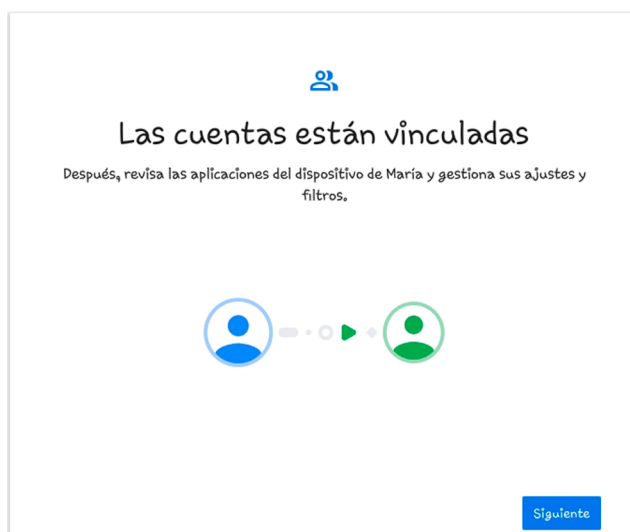 Las cuentas están vinculadas
Después, revisa las aplicaciones del dispositivo de María y gestiona sus ajustes y
filtros.
Siguiente